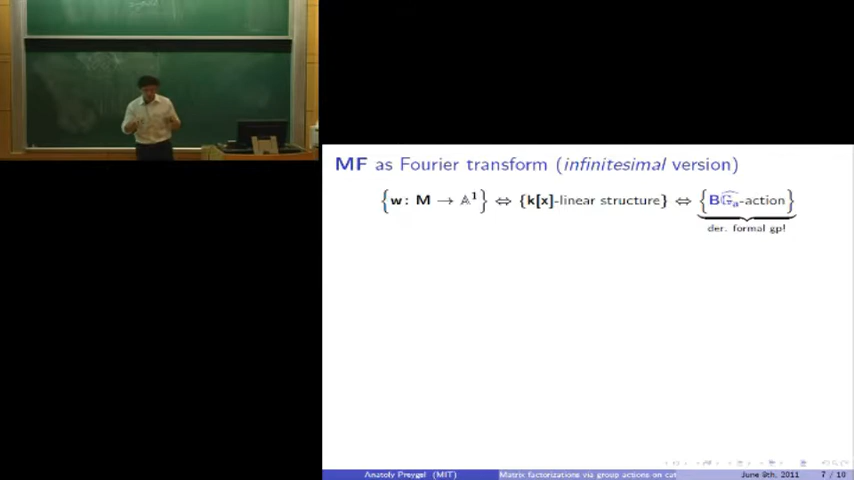 MF as Fourier transform (infinitesimal version)
{w: M → 𝔸¹} ⇔ {k[x]-linear structure} ⇔ {B𝔾̂ₐ-action}
der. formal gp!
Anatoly Preygel (MIT) Matrix factorizations via group actions on cat June 9th, 2011 7 / 10